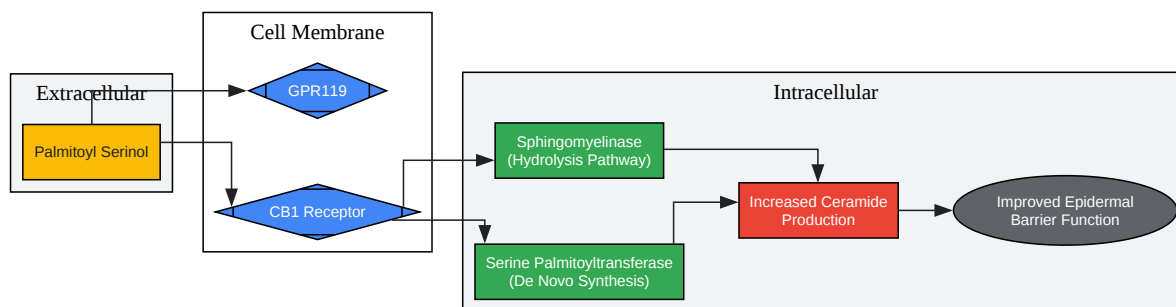 Extracellular
Palmitoyl Serinol
Cell Membrane
GPR119
CB1 Receptor
Intracellular
Sphingomyelinase
(Hydrolysis Pathway)
Serine Palmitoyltransferase
(De Novo Synthesis)
Increased Ceramide
Production
Improved Epidermal
Barrier Function